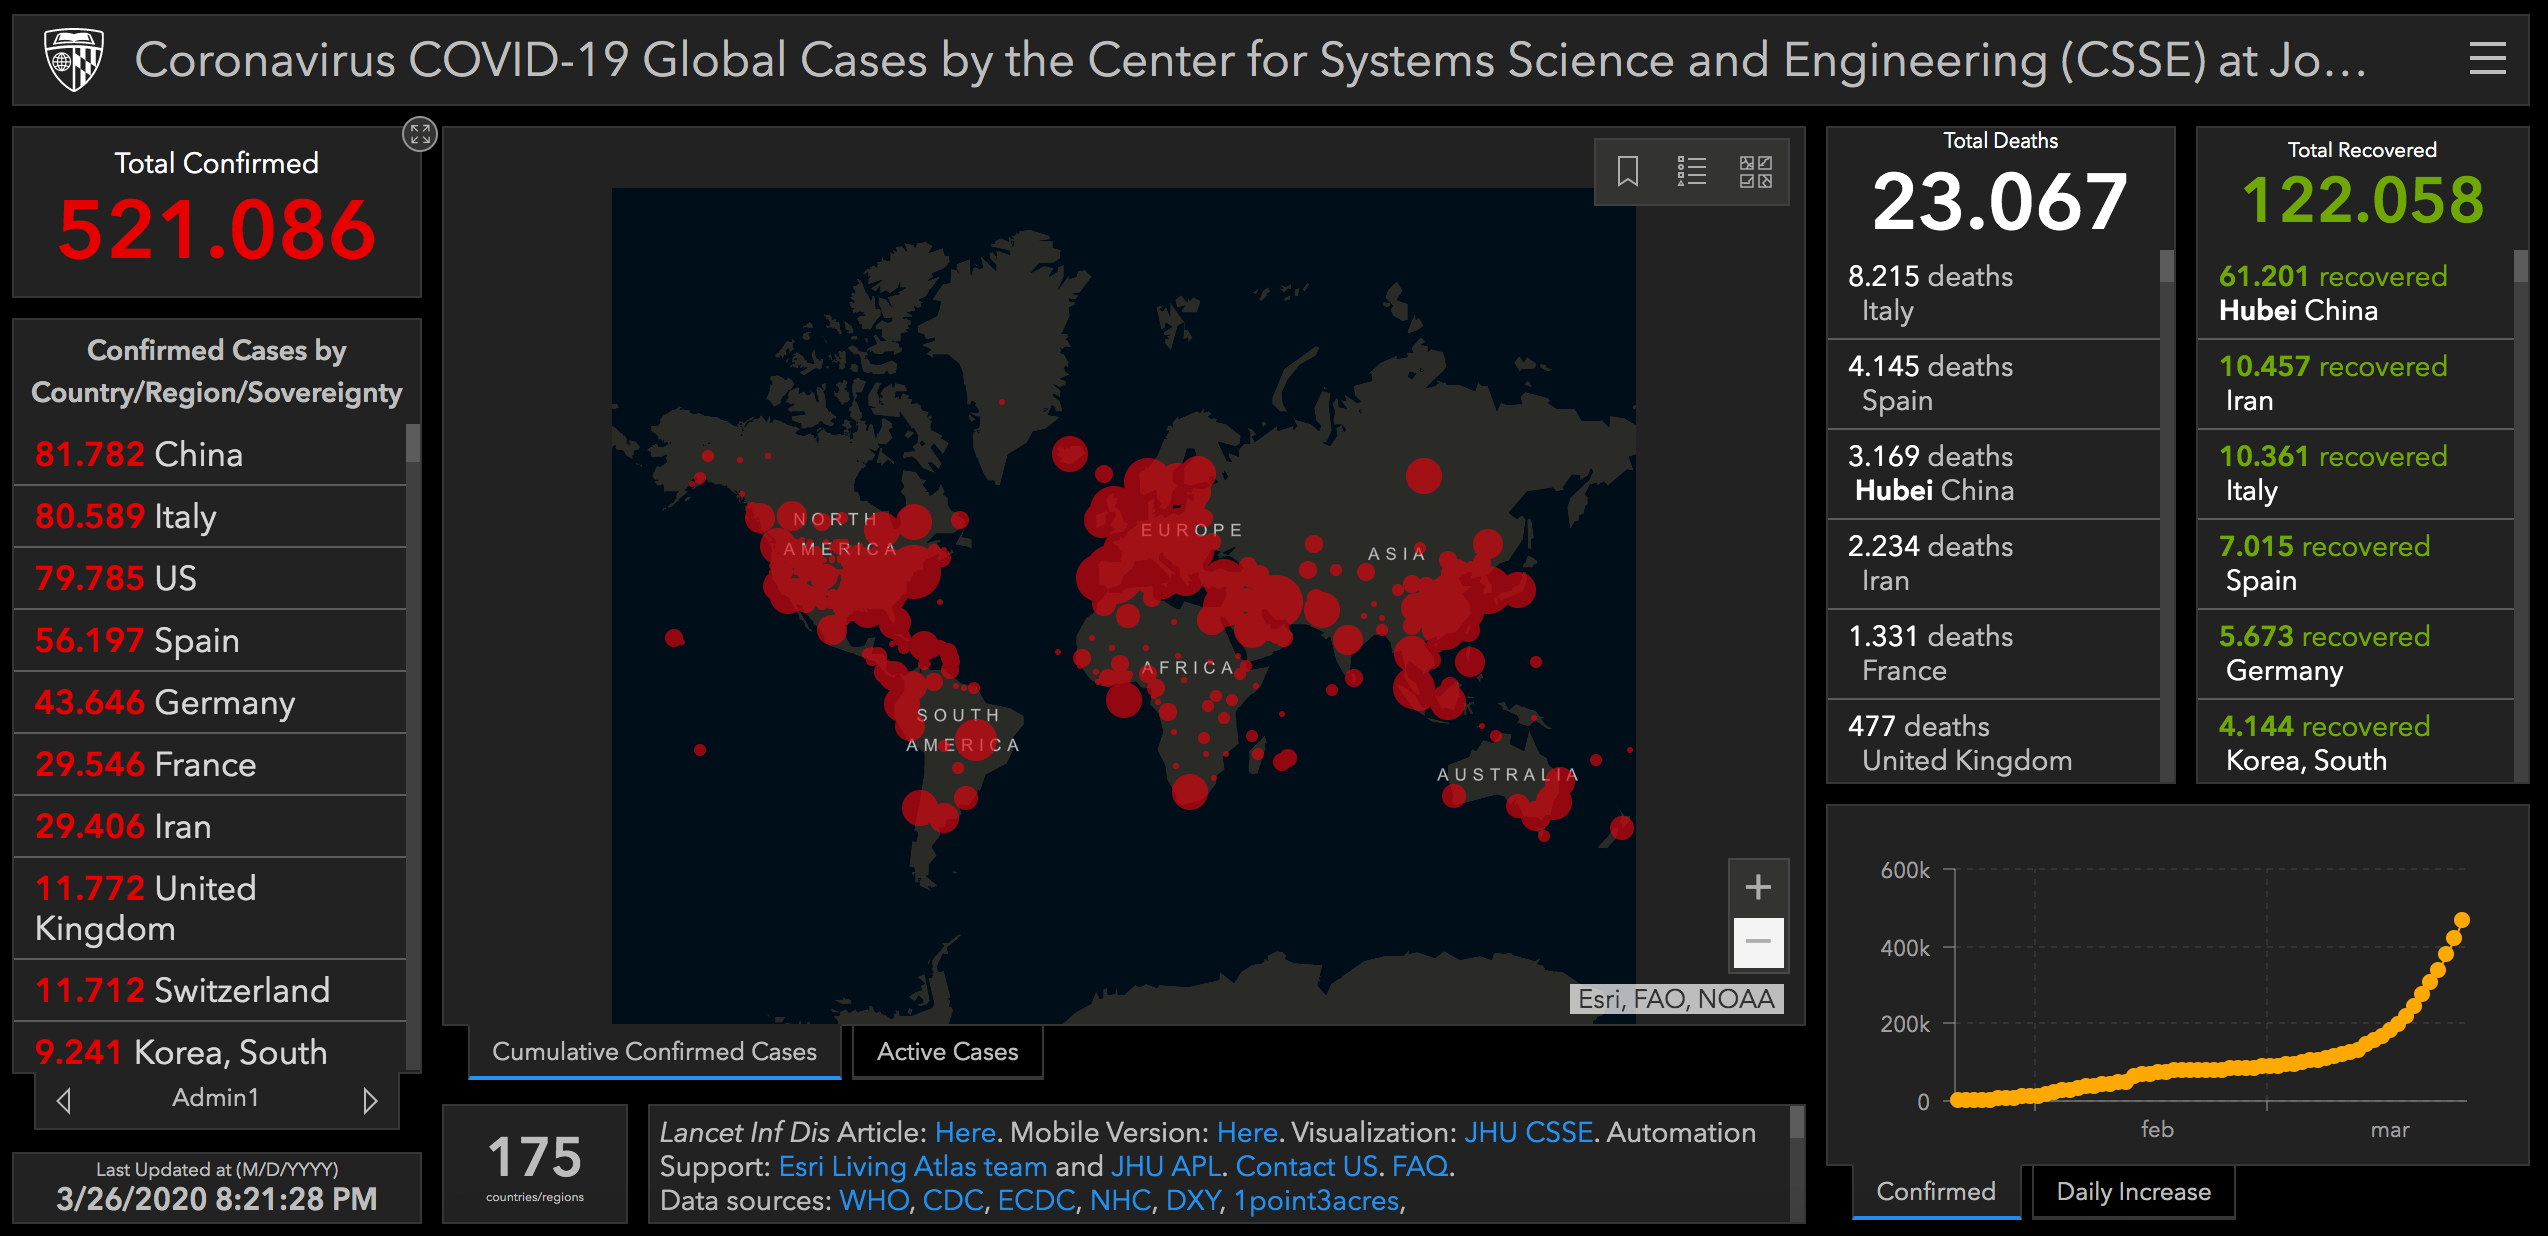 Coronavirus COVID-19 Global Cases by the Center for Systems Science and Engineering (CSSE) at Jo...
Total Confirmed
521.086
Confirmed Cases by
Country/Region/Sovereignty
81.782 China
80.589 Italy
79.785 US
56.197 Spain
43.646 Germany
29.546 France
29.406 Iran
11.772 United
Kingdom
11.712 Switzerland
9.241 Korea, South
Admin1
Last Updated at (M/D/YYYY)
3/26/2020 8:21:28 PM
NORTH
AMERICA
EUROPE
ASIA
AFRICA
SOUTH
AMERICA
AUSTRALIA
Esri, FAO, NOAA
Cumulative Confirmed Cases
Active Cases
175
countries/regions
Lancet Inf Dis Article: Here. Mobile Version: Here. Visualization: JHU CSSE. Automation
Support: Esri Living Atlas team and JHU APL. Contact US. FAQ.
Data sources: WHO, CDC, ECDC, NHC, DXY, 1point3acres,
Total Deaths
23.067
8.215 deaths
Italy
4.145 deaths
Spain
3.169 deaths
Hubei China
2.234 deaths
Iran
1.331 deaths
France
477 deaths
United Kingdom
Total Recovered
122.058
61.201 recovered
Hubei China
10.457 recovered
Iran
10.361 recovered
Italy
7.015 recovered
Spain
5.673 recovered
Germany
4.144 recovered
Korea, South
600k
400k
200k
0
feb
mar
Confirmed
Daily Increase